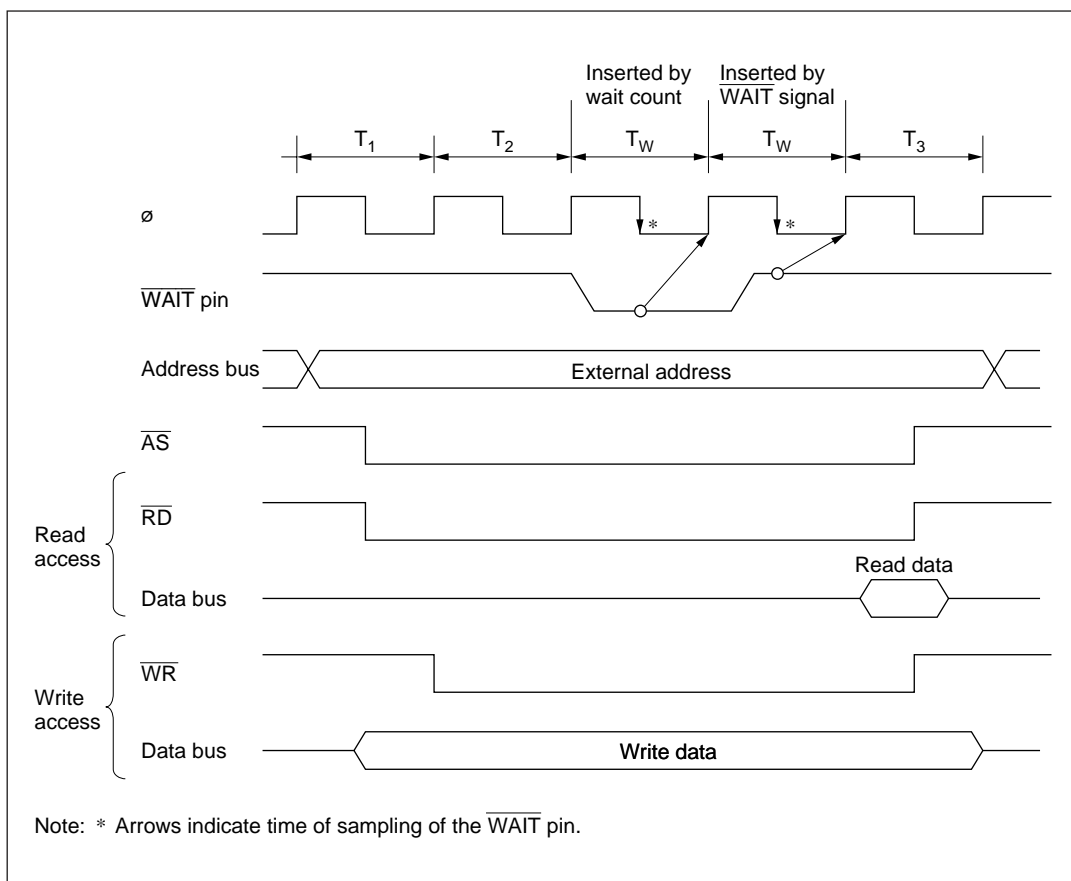 Inserted by wait count
Inserted by WAIT signal
T1 T2 TW TW T3
ø
*
*
WAIT pin
Address bus
External address
AS
Read access
RD
Read data
Data bus
Write access
WR
Data bus
Write data
Note: * Arrows indicate time of sampling of the WAIT pin.